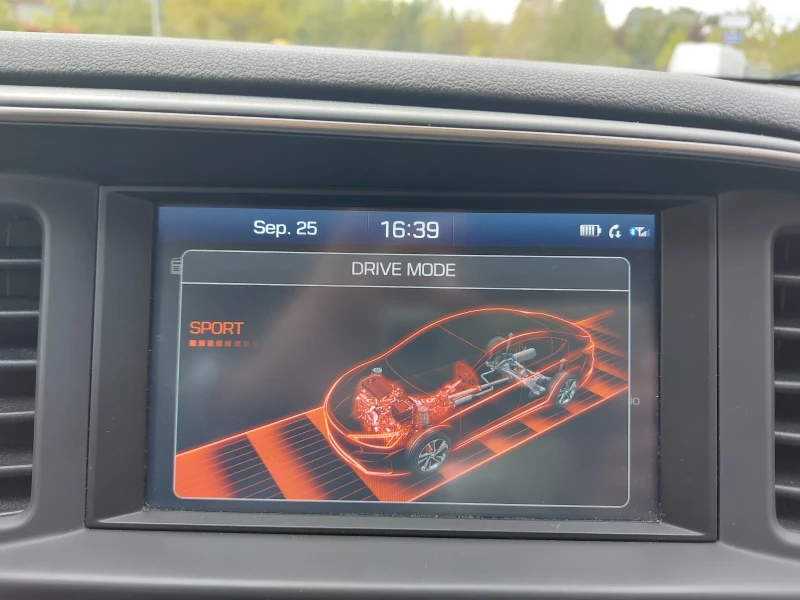 Sep. 25
16:39
DRIVE MODE
SPORT